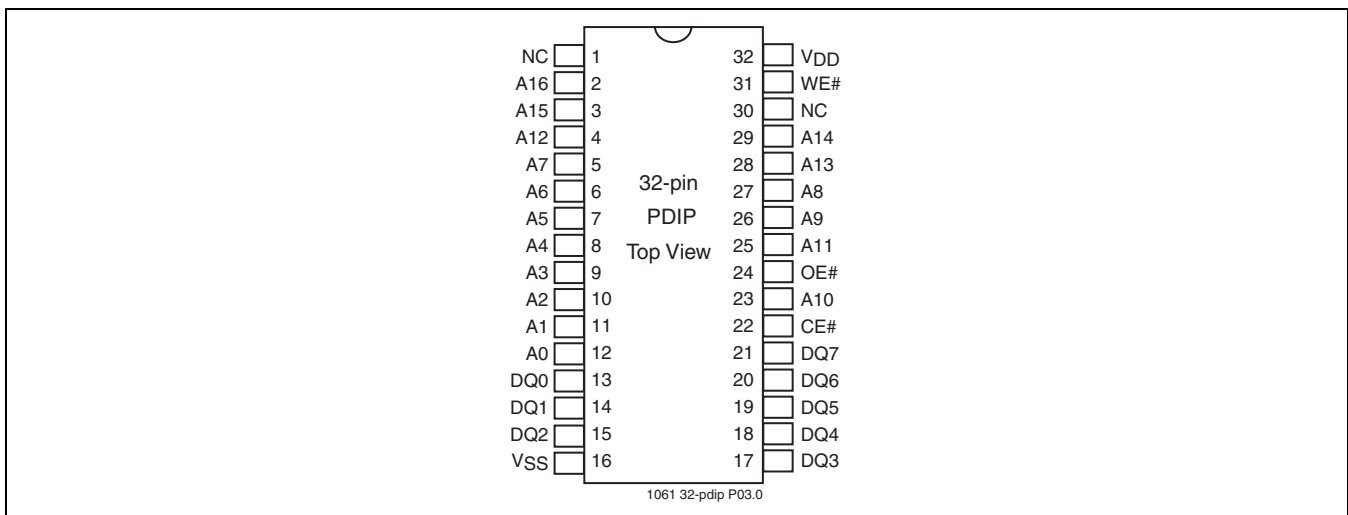 NC 1 32 VDD
A16 2 31 WE#
A15 3 30 NC
A12 4 29 A14
A7 5 28 A13
A6 6 27 A8
A5 7 26 A9
A4 8 25 A11
A3 9 24 OE#
A2 10 23 A10
A1 11 22 CE#
A0 12 21 DQ7
DQ0 13 20 DQ6
DQ1 14 19 DQ5
DQ2 15 18 DQ4
VSS 16 17 DQ3
32-pin
PDIP
Top View
1061 32-pdip P03.0